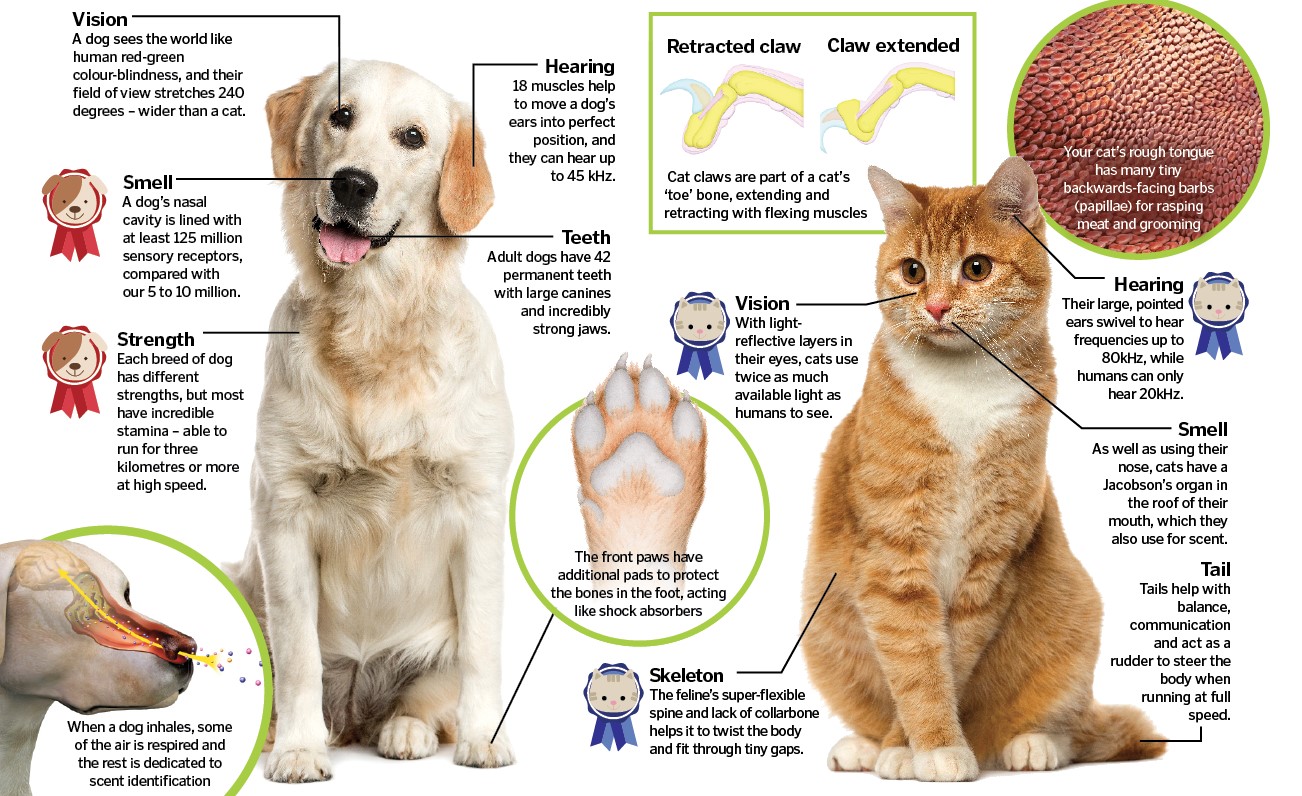 Vision
A dog sees the world like
human red-green
colour-blindness, and their
field of view stretches 240
degrees – wider than a cat.
Hearing
18 muscles help
to move a dog's
ears into perfect
position, and
they can hear up
to 45 kHz.
Smell
A dog's nasal
cavity is lined with
at least 125 million
sensory receptors,
compared with
our 5 to 10 million.
Teeth
Adult dogs have 42
permanent teeth
with large canines
and incredibly
strong jaws.
Strength
Each breed of dog
has different
strengths, but most
have incredible
stamina – able to
run for three
kilometres or more
at high speed.
When a dog inhales, some
of the air is respired and
the rest is dedicated to
scent identification
The front paws have
additional pads to protect
the bones in the foot, acting
like shock absorbers
Retracted claw
Claw extended
Cat claws are part of a cat's
'toe' bone, extending and
retracting with flexing muscles
Your cat's rough tongue
has many tiny
backwards-facing barbs
(papillae) for rasping
meat and grooming
Vision
With light-
reflective layers in
their eyes, cats use
twice as much
available light as
humans to see.
Hearing
Their large, pointed
ears swivel to hear
frequencies up to
80kHz, while
humans can only
hear 20kHz.
Smell
As well as using their
nose, cats have a
Jacobson's organ in
the roof of their
mouth, which they
also use for scent.
Tail
Tails help with
balance,
communication
and act as a
rudder to steer the
body when
running at full
speed.
Skeleton
The feline's super-flexible
spine and lack of collarbone
helps it to twist the body
and fit through tiny gaps.